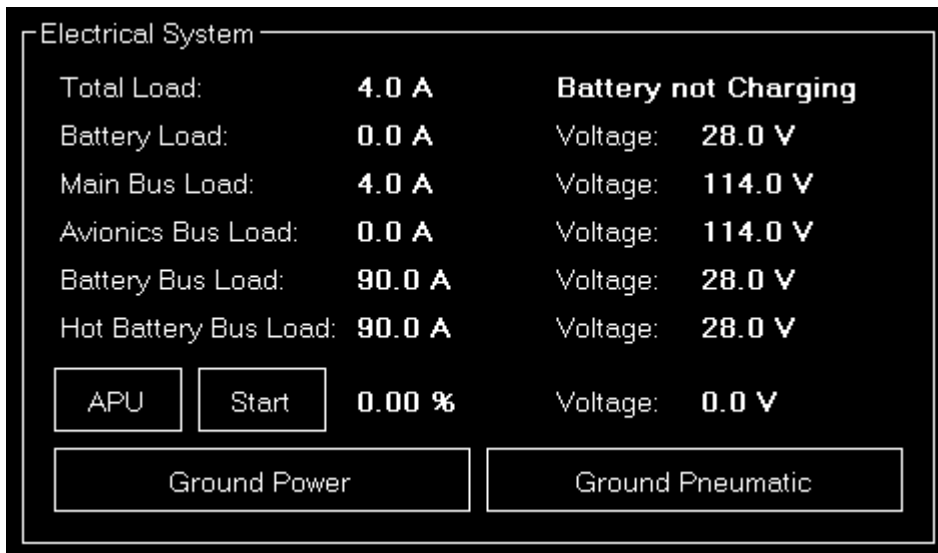 Electrical System
Total Load: 4.0 A Battery not Charging
Battery Load: 0.0 A Voltage: 28.0 V
Main Bus Load: 4.0 A Voltage: 114.0 V
Avionics Bus Load: 0.0 A Voltage: 114.0 V
Battery Bus Load: 90.0 A Voltage: 28.0 V
Hot Battery Bus Load: 90.0 A Voltage: 28.0 V
APU Start 0.00 % Voltage: 0.0 V
Ground Power Ground Pneumatic